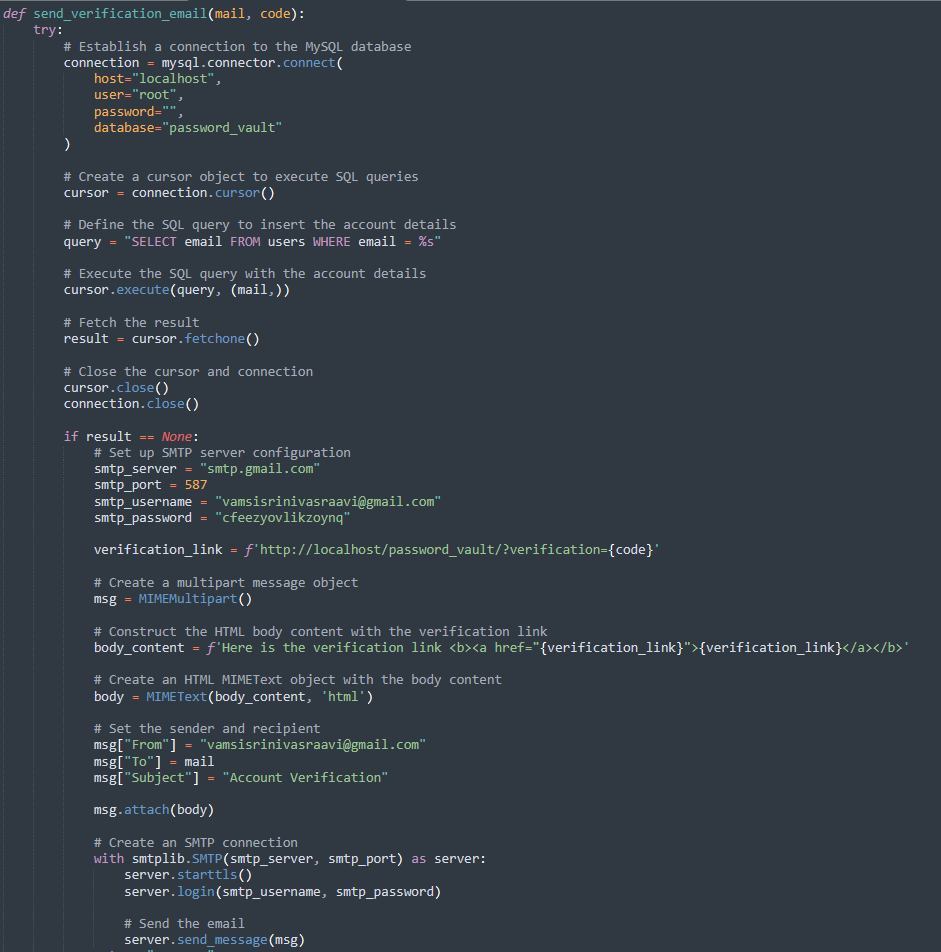 def send_verification_email(mail, code):
    try:
        # Establish a connection to the MySQL database
        connection = mysql.connector.connect(
            host="localhost",
            user="root",
            password="",
            database="password_vault"
        )
        # Create a cursor object to execute SQL queries
        cursor = connection.cursor()
        # Define the SQL query to insert the account details
        query = "SELECT email FROM users WHERE email = %s"
        # Execute the SQL query with the account details
        cursor.execute(query, (mail,))
        # Fetch the result
        result = cursor.fetchone()
        # Close the cursor and connection
        cursor.close()
        connection.close()
        if result == None:
            # Set up SMTP server configuration
            smtp_server = "smtp.gmail.com"
            smtp_port = 587
            smtp_username = "vamsisrinivasraavi@gmail.com"
            smtp_password = "cfeezyovlikzoynq"
            verification_link = f'http://localhost/password_vault/?verification={code}'
            # Create a multipart message object
            msg = MIMEMultipart()
            # Construct the HTML body content with the verification link
            body_content = f'Here is the verification link <b><a href="{verification_link}">{verification_link}</a></b>'
            # Create an HTML MIMEText object with the body content
            body = MIMEText(body_content, 'html')
            # Set the sender and recipient
            msg["From"] = "vamsisrinivasraavi@gmail.com"
            msg["To"] = mail
            msg["Subject"] = "Account Verification"
            msg.attach(body)
            # Create an SMTP connection
            with smtplib.SMTP(smtp_server, smtp_port) as server:
                server.starttls()
                server.login(smtp_username, smtp_password)
                # Send the email
                server.send_message(msg)